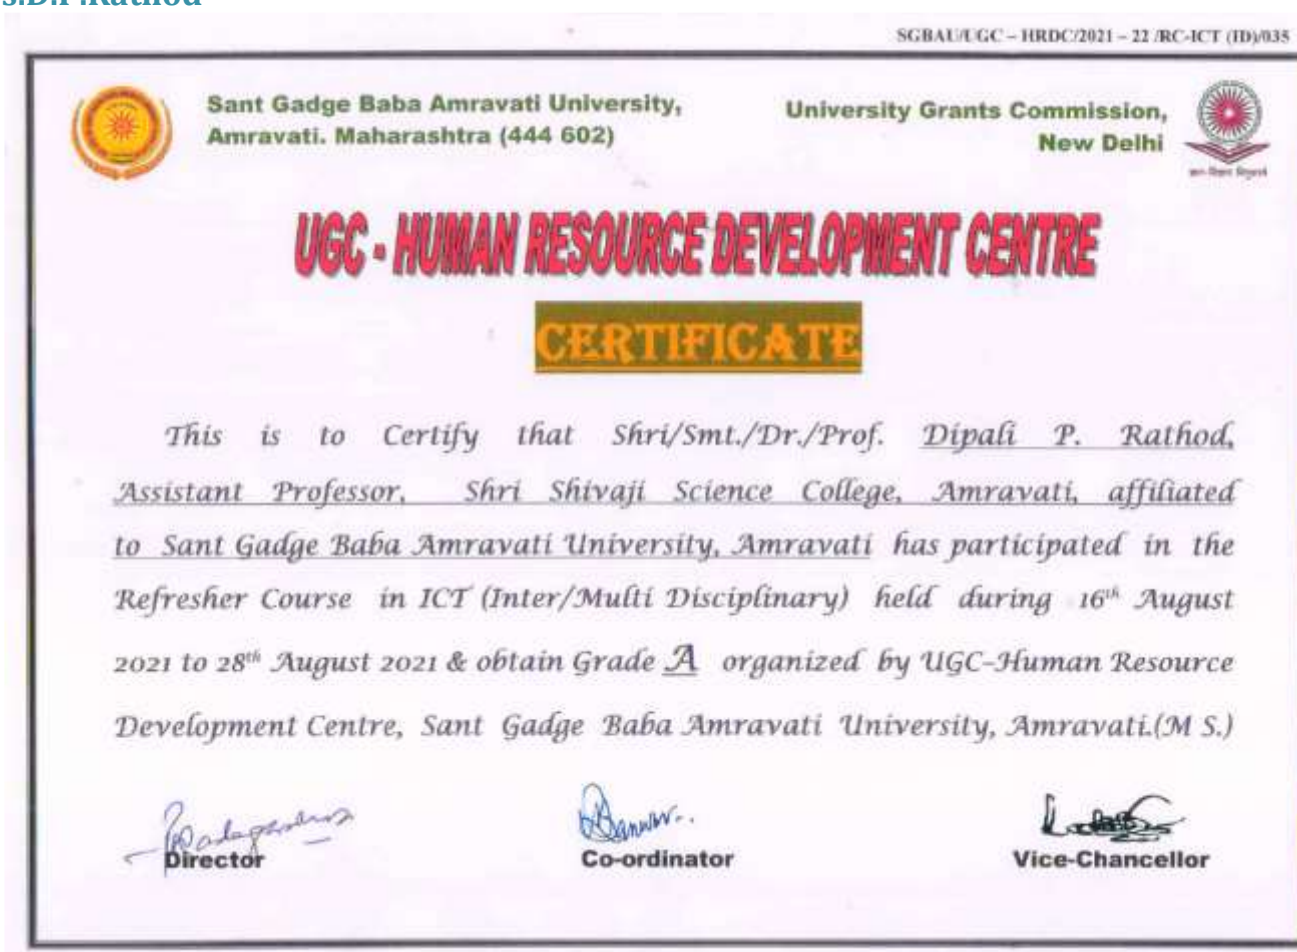 s.D.P.Rathod
SGBAU/UGC – HRDC/2021 – 22 /RC-ICT (ID)/035
Sant Gadge Baba Amravati University,
Amravati. Maharashtra (444 602)
University Grants Commission,
New Delhi
UGC - HUMAN RESOURCE DEVELOPMENT CENTRE
CERTIFICATE
This is to Certify that Shri/Smt./Dr./Prof. Dipali P. Rathod,
Assistant Professor, Shri Shivaji Science College, Amravati, affiliated
to Sant Gadge Baba Amravati University, Amravati has participated in the
Refresher Course in ICT (Inter/Multi Disciplinary) held during 16th August
2021 to 28th August 2021 & obtain Grade A organized by UGC-Human Resource
Development Centre, Sant Gadge Baba Amravati University, Amravati.(M S.)
Director
Co-ordinator
Vice-Chancellor